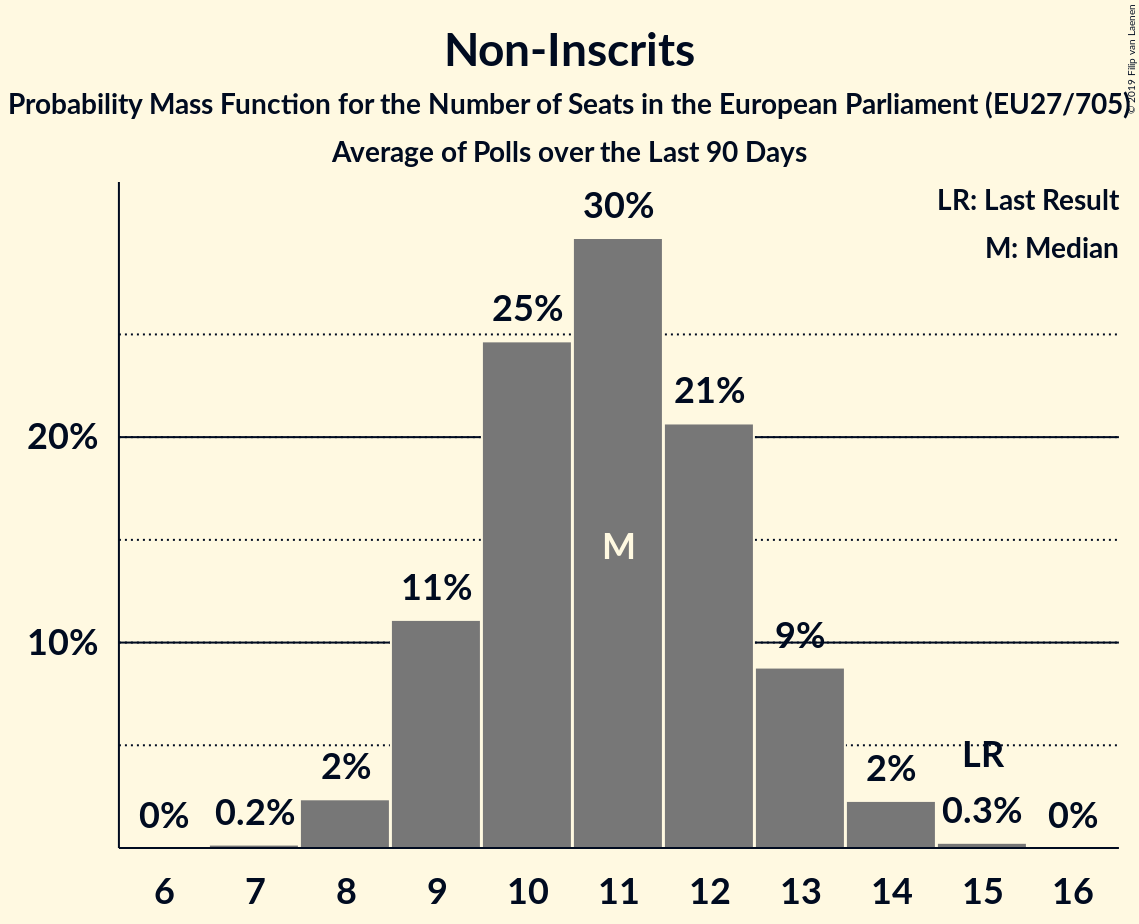 Non-Inscrits
Probability Mass Function for the Number of Seats in the European Parliament (EU27/705)
Average of Polls over the Last 90 Days
© 2019 Filip van Laenen
LR: Last Result
M: Median
30%
25%
21%
20%
M
11%
10%
9%
2%
2%
LR
0%
0.2%
0.3%
0%
6 7 8 9 10 11 12 13 14 15 16